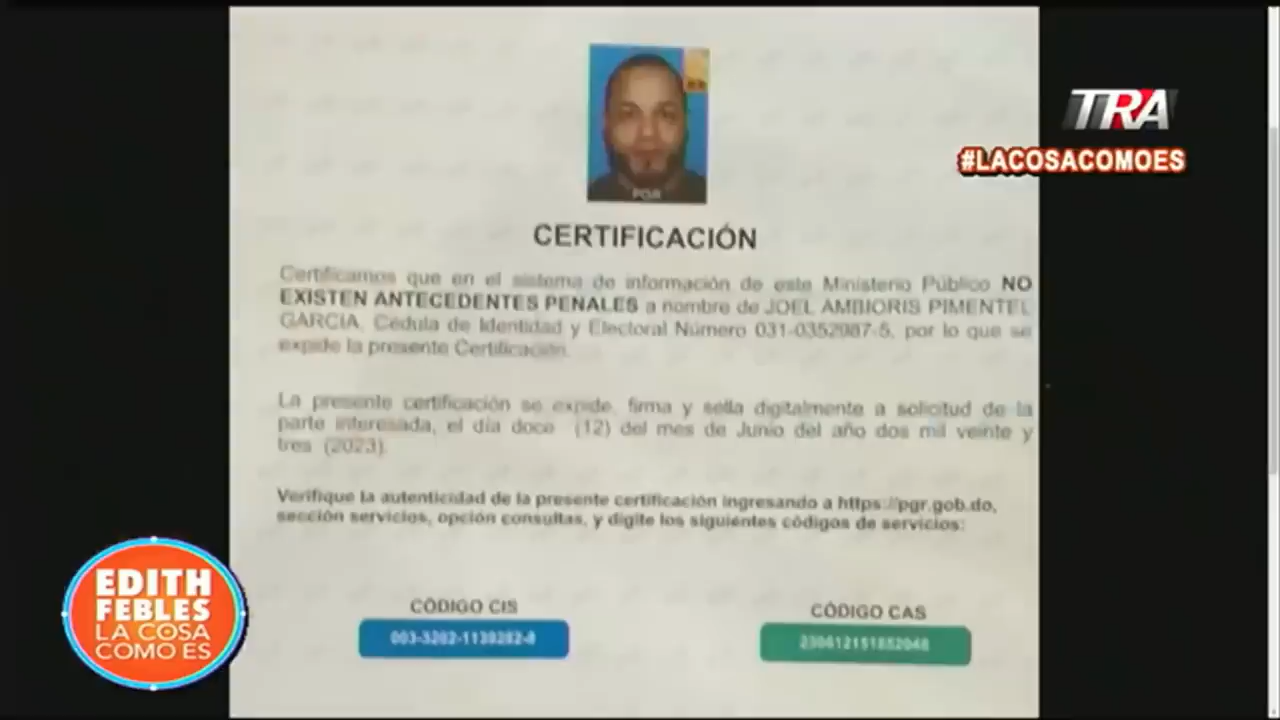 TRA
#LACOSACOMOES
PGR
CERTIFICACIÓN
Certificamos que en el sistema de información de este Ministerio Público NO
EXISTEN ANTECEDENTES PENALES a nombre de JOEL AMBIORIS PIMENTEL
GARCIA, Cédula de Identidad y Electoral Número 031-0352987-5, por lo que se
expide la presente Certificación.
La presente certificación se expide, firma y sella digitalmente a solicitud de la
parte interesada, el día doce (12) del mes de Junio del año dos mil veinte y
tres (2023).
Verifique la autenticidad de la presente certificación ingresando a https://pgr.gob.do,
sección servicios, opción consultas, y digite los siguientes códigos de servicios:
EDITH
FEBLES
LA COSA
COMO ES
CÓDIGO CIS
CÓDIGO CAS